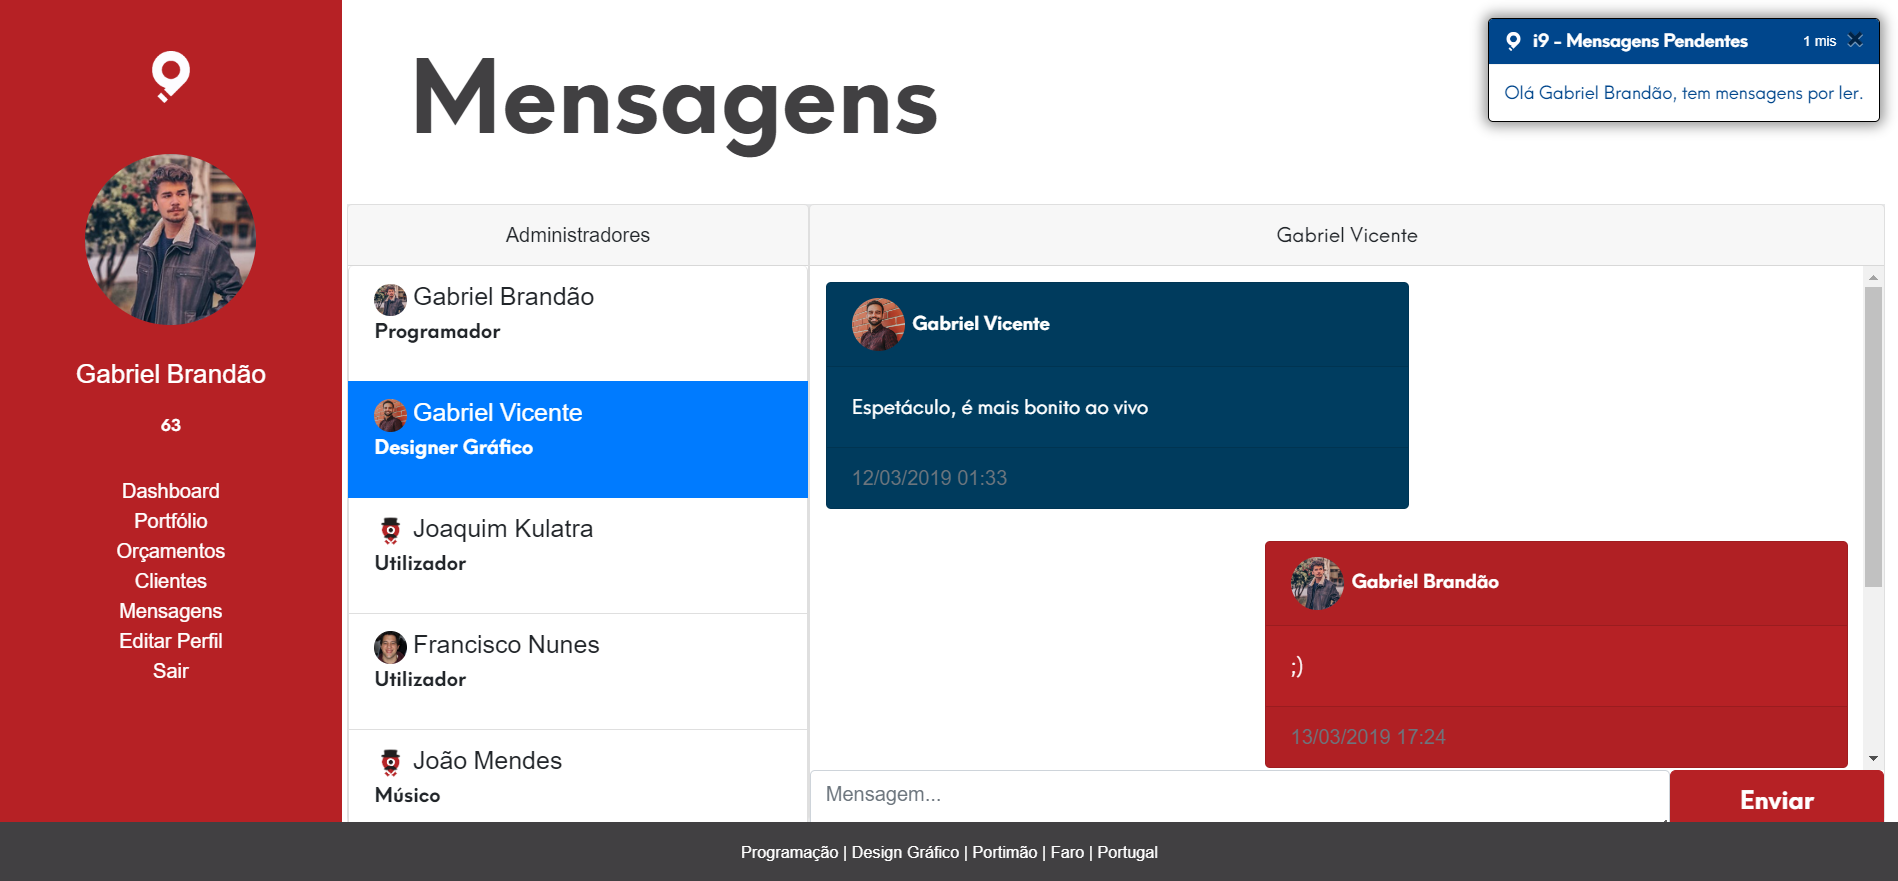 Gabriel Brandão
63
Dashboard
Portfólio
Orçamentos
Clientes
Mensagens
Editar Perfil
Sair
Mensagens
i9 - Mensagens Pendentes
1 mis
Olá Gabriel Brandão, tem mensagens por ler.
Administradores
Gabriel Brandão
Programador
Gabriel Vicente
Designer Gráfico
Joaquim Kulatra
Utilizador
Francisco Nunes
Utilizador
João Mendes
Músico
Gabriel Vicente
Gabriel Vicente
Espetáculo, é mais bonito ao vivo
12/03/2019 01:33
Gabriel Brandão
;)
13/03/2019 17:24
Mensagem...
Enviar
Programação | Design Gráfico | Portimão | Faro | Portugal